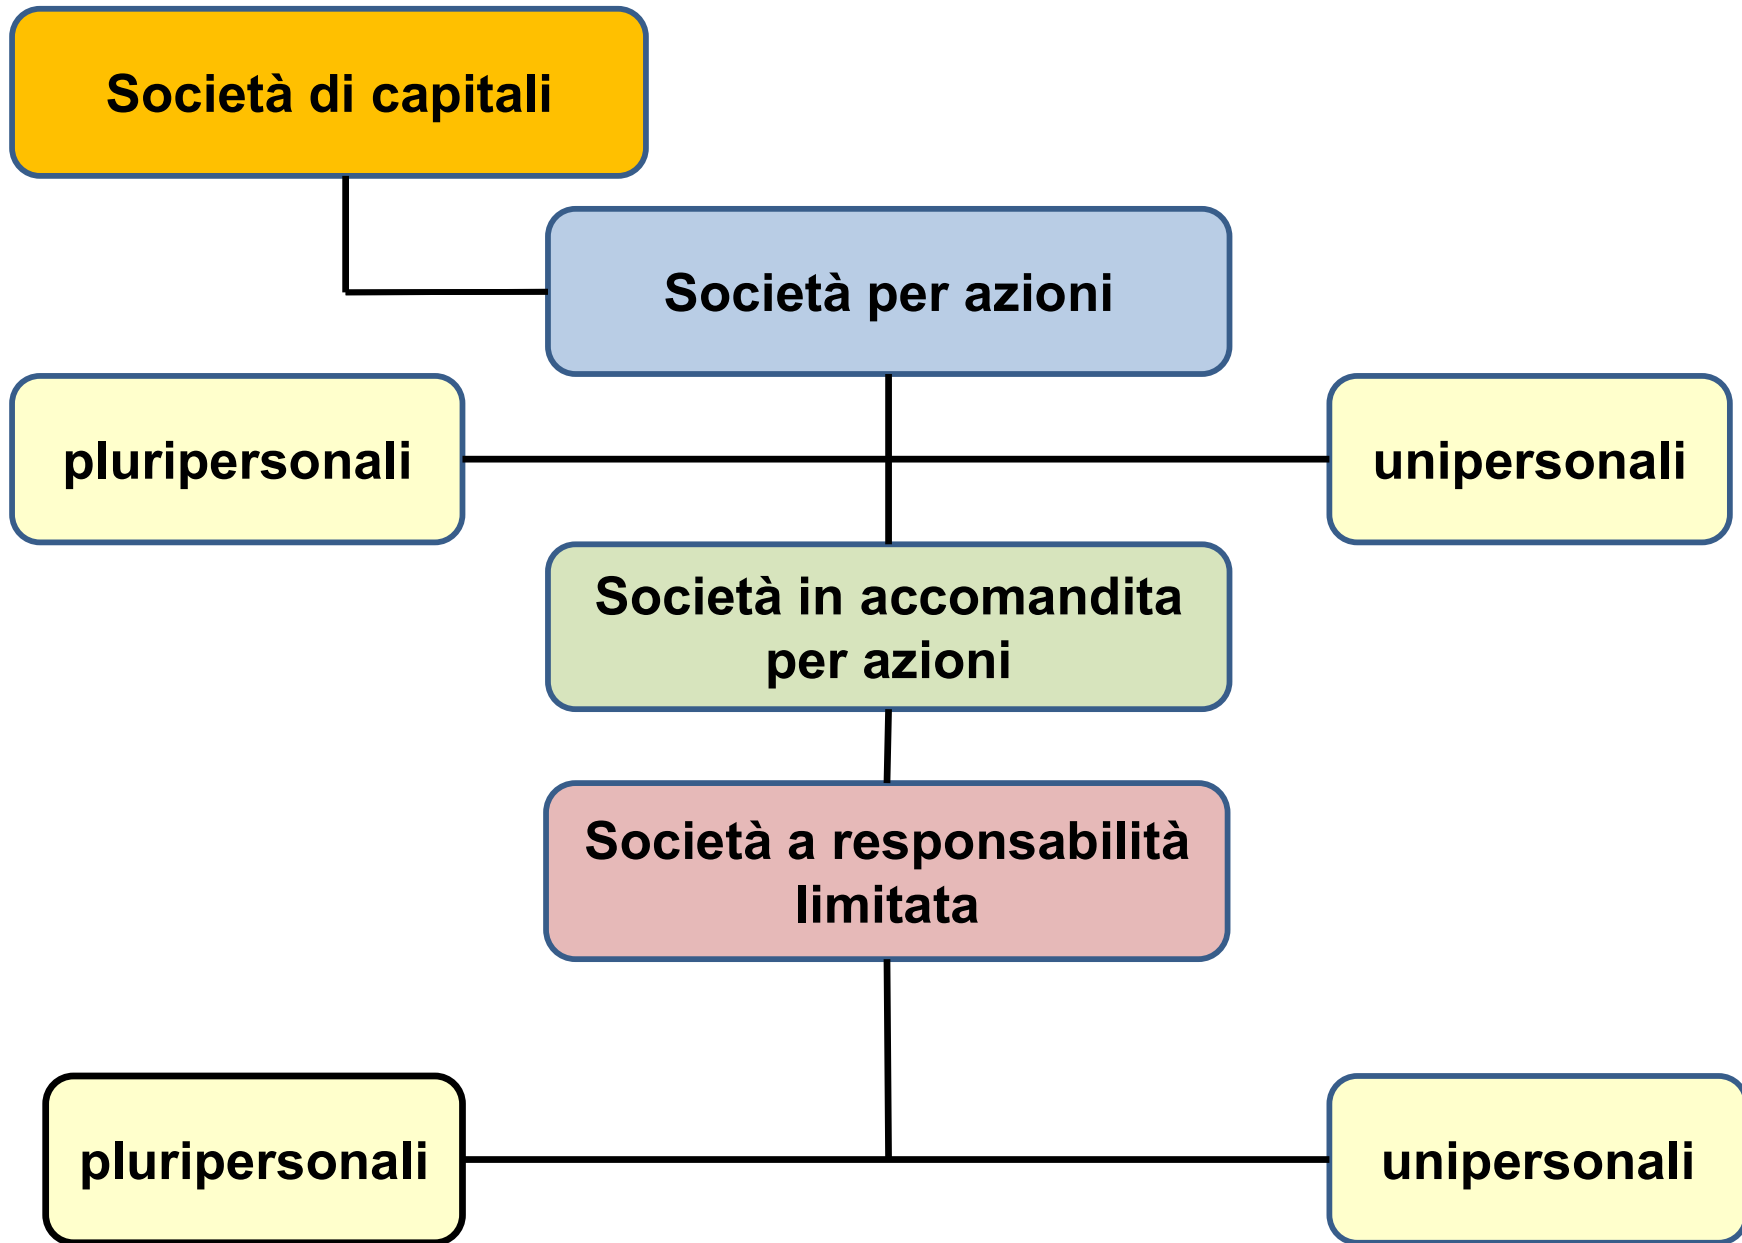 Società di capitali
Società per azioni
pluripersonali
unipersonali
Società in accomandita
per azioni
Società a responsabilità
limitata
pluripersonali
unipersonali